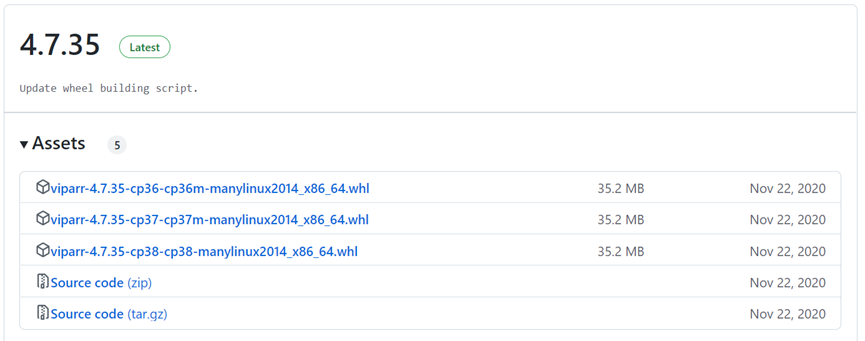 4.7.35 Latest
Update wheel building script.
Assets 5
viparr-4.7.35-cp36-cp36m-manylinux2014_x86_64.whl 35.2 MB Nov 22, 2020
viparr-4.7.35-cp37-cp37m-manylinux2014_x86_64.whl 35.2 MB Nov 22, 2020
viparr-4.7.35-cp38-cp38-manylinux2014_x86_64.whl 35.2 MB Nov 22, 2020
Source code (zip) Nov 22, 2020
Source code (tar.gz) Nov 22, 2020